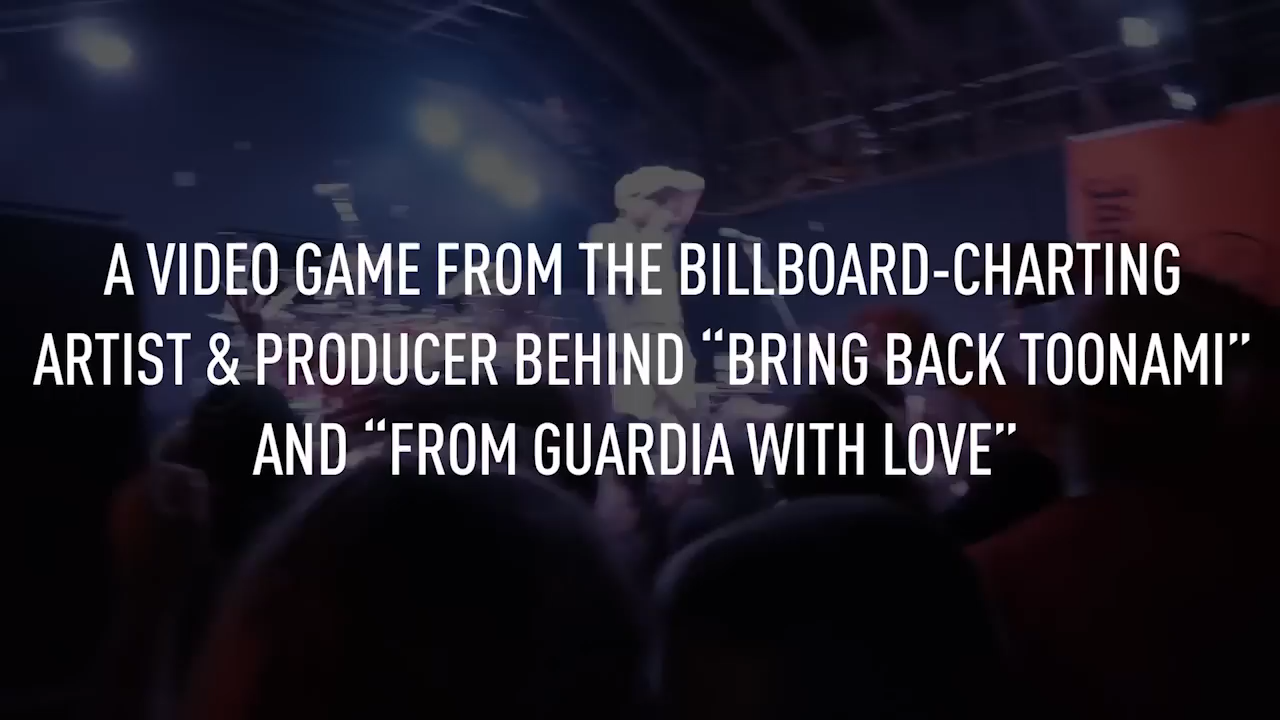 A VIDEO GAME FROM THE BILLBOARD-CHARTING
ARTIST & PRODUCER BEHIND “BRING BACK TOONAMI”
AND “FROM GUARDIA WITH LOVE”